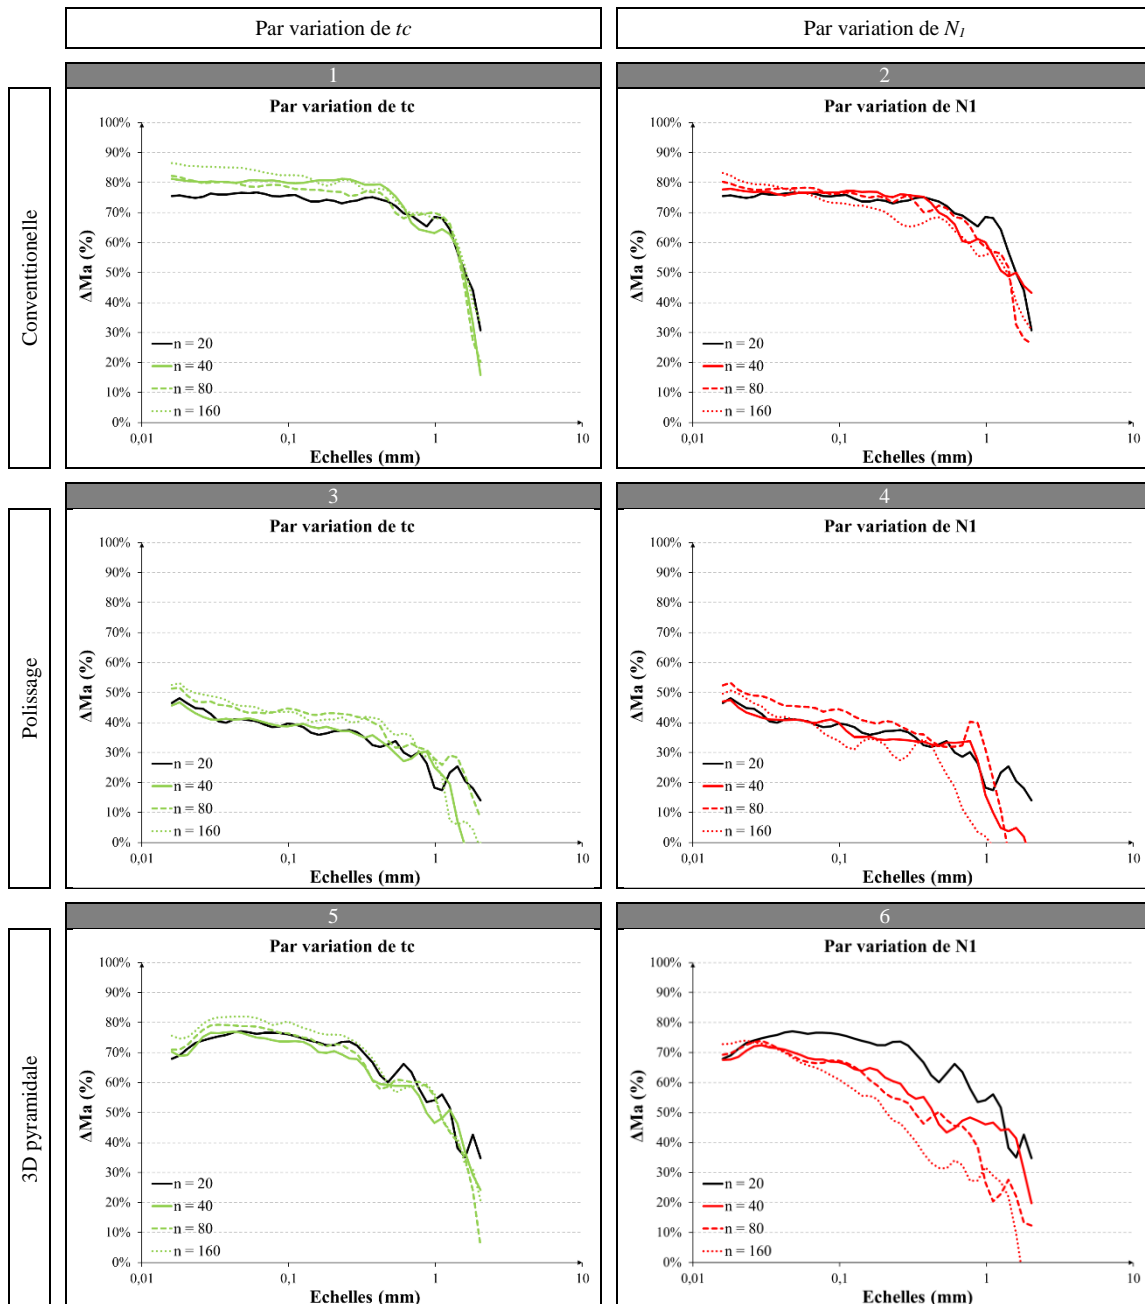 Par variation de tc
Par variation de N1
Conventionelle
1
Par variation de tc
100%
90%
80%
70%
60%
50%
40%
30%
20%
10%
0%
ΔMa (%)
n = 20
n = 40
n = 80
n = 160
0,01
0,1
1
10
Echelles (mm)
2
Par variation de N1
100%
90%
80%
70%
60%
50%
40%
30%
20%
10%
0%
ΔMa (%)
n = 20
n = 40
n = 80
n = 160
0,01
0,1
1
10
Echelles (mm)
Polissage
3
Par variation de tc
100%
90%
80%
70%
60%
50%
40%
30%
20%
10%
0%
ΔMa (%)
n = 20
n = 40
n = 80
n = 160
0,01
0,1
1
10
Echelles (mm)
4
Par variation de N1
100%
90%
80%
70%
60%
50%
40%
30%
20%
10%
0%
ΔMa (%)
n = 20
n = 40
n = 80
n = 160
0,01
0,1
1
10
Echelles (mm)
3D pyramidale
5
Par variation de tc
100%
90%
80%
70%
60%
50%
40%
30%
20%
10%
0%
ΔMa (%)
n = 20
n = 40
n = 80
n = 160
0,01
0,1
1
10
Echelles (mm)
6
Par variation de N1
100%
90%
80%
70%
60%
50%
40%
30%
20%
10%
0%
ΔMa (%)
n = 20
n = 40
n = 80
n = 160
0,01
0,1
1
10
Echelles (mm)